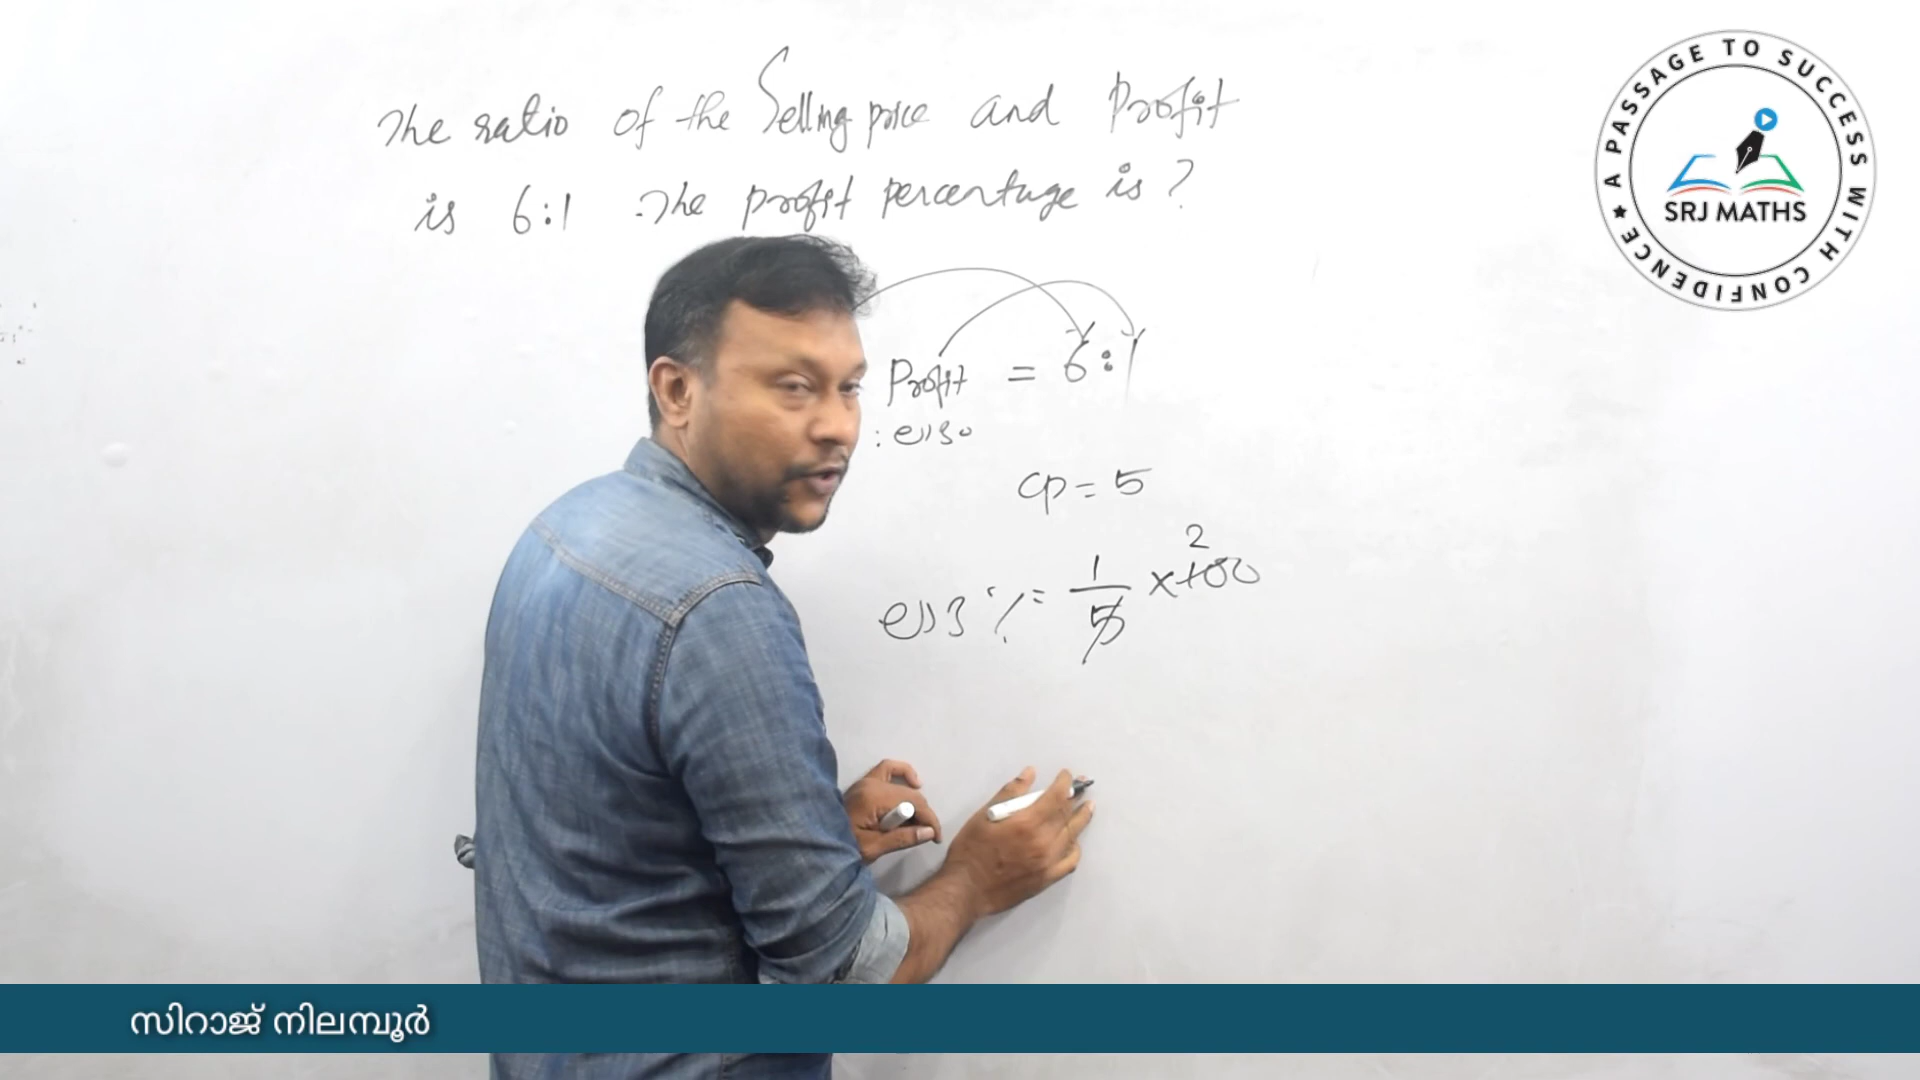 The ratio of the Selling price and Profit
is 6:1 .The profit percentage is ?
Profit = 6:1
: ലാഭം
CP = 5
2
ലാഭ % = 1/5 x 100
A PASSAGE TO SUCCESS WITH CONFIDENCE
SRJ MATHS
സിറാജ് നിലമ്പൂർ